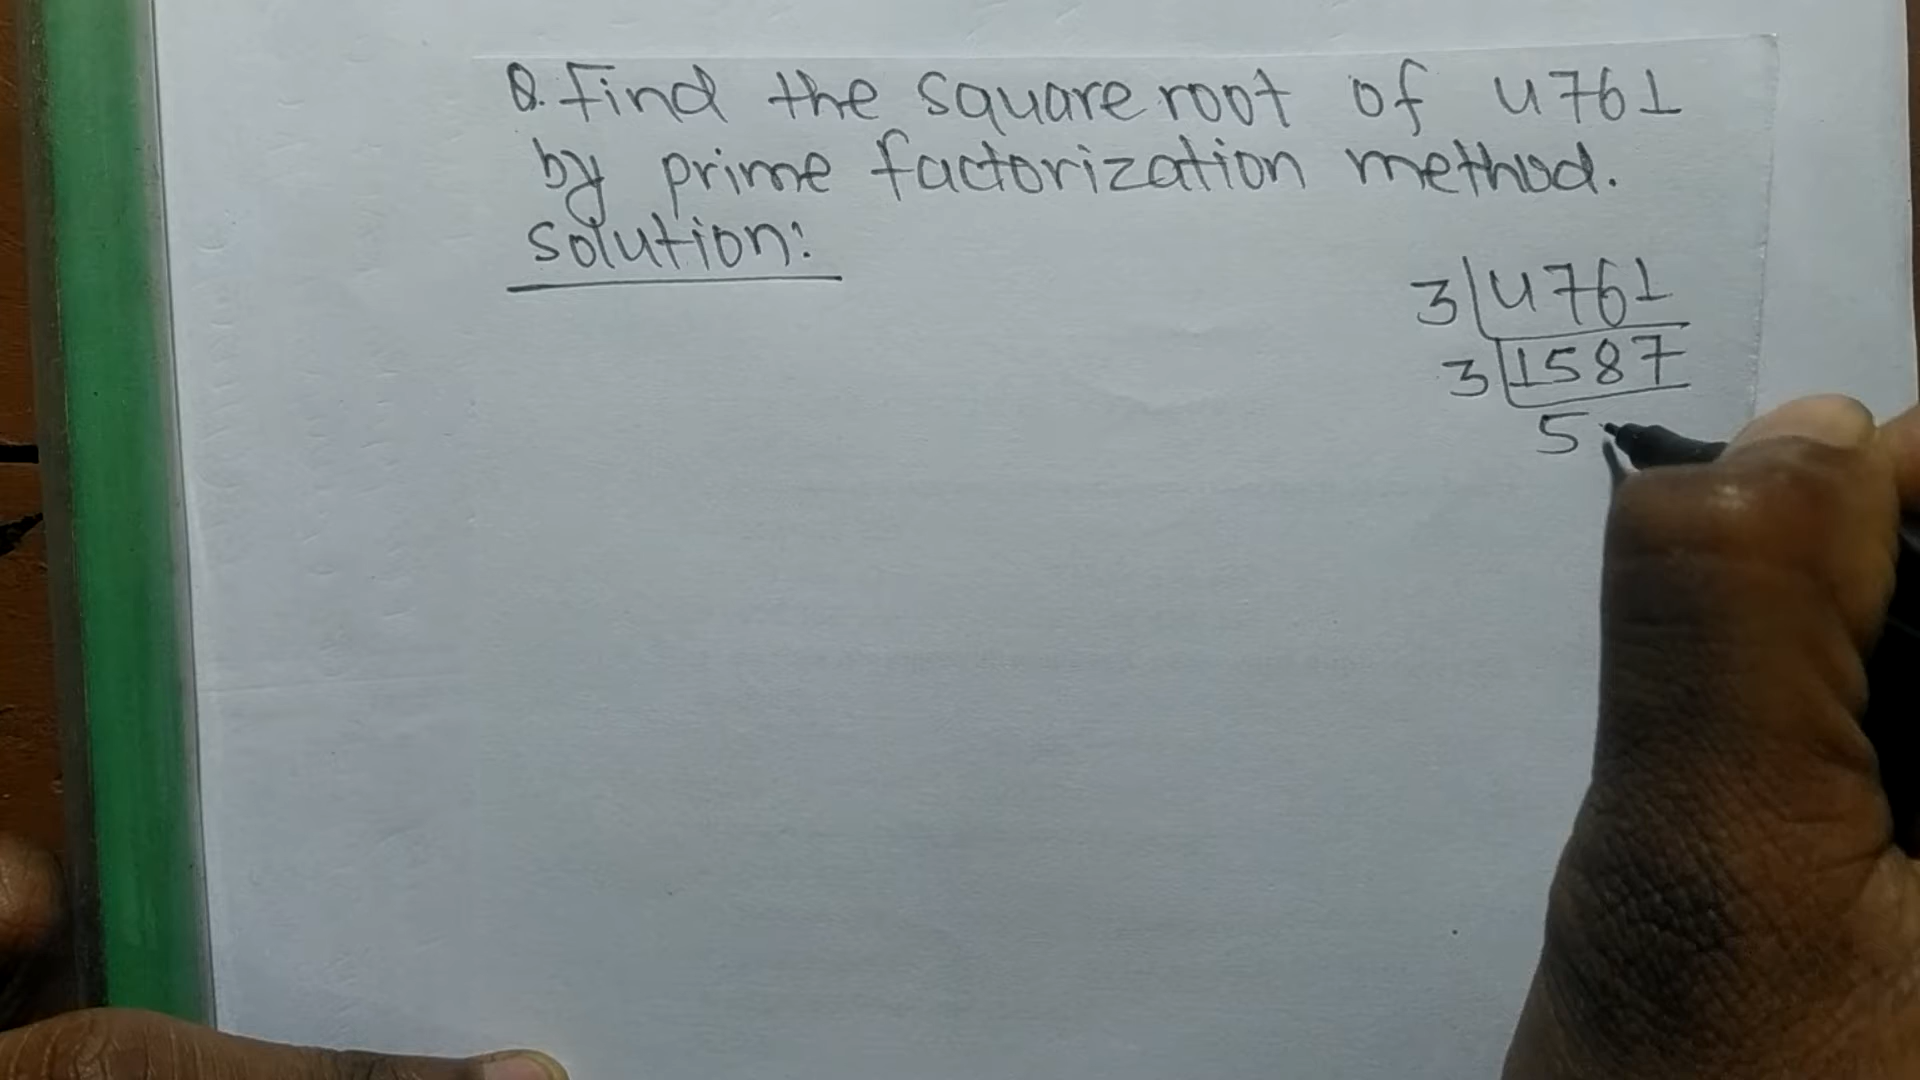 Q. Find the square root of 4761
by prime factorization method.
Solution:
3 | 4761
3 | 1587
5